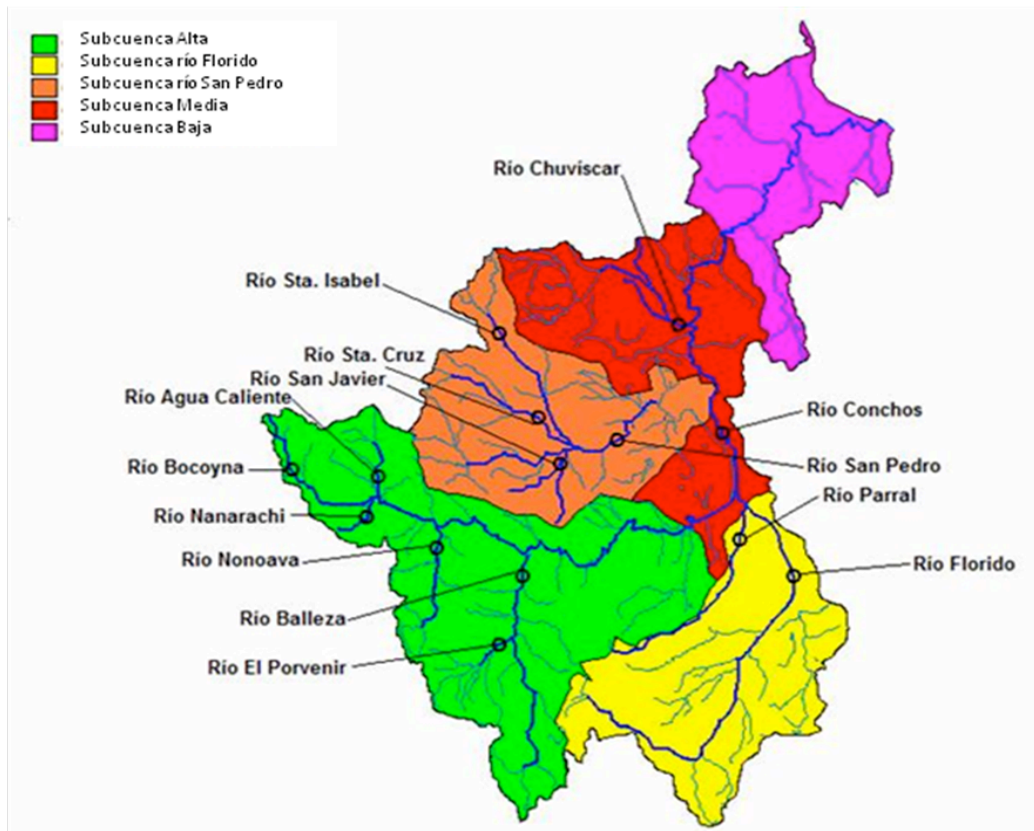 Subcuenca Alta
Subcuenca río Florido
Subcuenca río San Pedro
Subcuenca Media
Subcuenca Baja
Río Chuvíscar
Río Sta. Isabel
Río Sta. Cruz
Río San Javier
Río Agua Caliente
Río Conchos
Río Bocoyna
Río San Pedro
Río Parral
Río Nanarachi
Río Nonoava
Río Florido
Río Balleza
Río El Porvenir